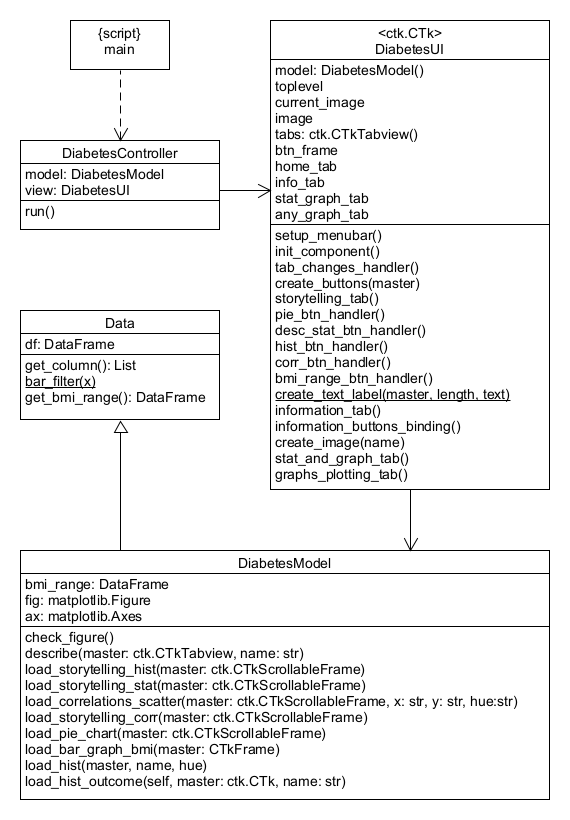 {script}
main
<ctk.CTk>
DiabetesUI
model: DiabetesModel()
toplevel
current_image
image
tabs: ctk.CTkTabview()
btn_frame
home_tab
info_tab
stat_graph_tab
any_graph_tab
setup_menubar()
init_component()
tab_changes_handler()
create_buttons(master)
storytelling_tab()
pie_btn_handler()
desc_stat_btn_handler()
hist_btn_handler()
corr_btn_handler()
bmi_range_btn_handler()
create_text_label(master, length, text)
information_tab()
information_buttons_binding()
create_image(name)
stat_and_graph_tab()
graphs_plotting_tab()
DiabetesController
model: DiabetesModel
view: DiabetesUI
run()
Data
df: DataFrame
get_column(): List
bar_filter(x)
get_bmi_range(): DataFrame
DiabetesModel
bmi_range: DataFrame
fig: matplotlib.Figure
ax: matplotlib.Axes
check_figure()
describe(master: ctk.CTkTabview, name: str)
load_storytelling_hist(master: ctk.CTkScrollableFrame)
load_storytelling_stat(master: ctk.CTkScrollableFrame)
load_correlations_scatter(master: ctk.CTkScrollableFrame, x: str, y: str, hue:str)
load_storytelling_corr(master: ctk.CTkScrollableFrame)
load_pie_chart(master: ctk.CTkScrollableFrame)
load_bar_graph_bmi(master: CTkFrame)
load_hist(master, name, hue)
load_hist_outcome(self, master: ctk.CTk, name: str)